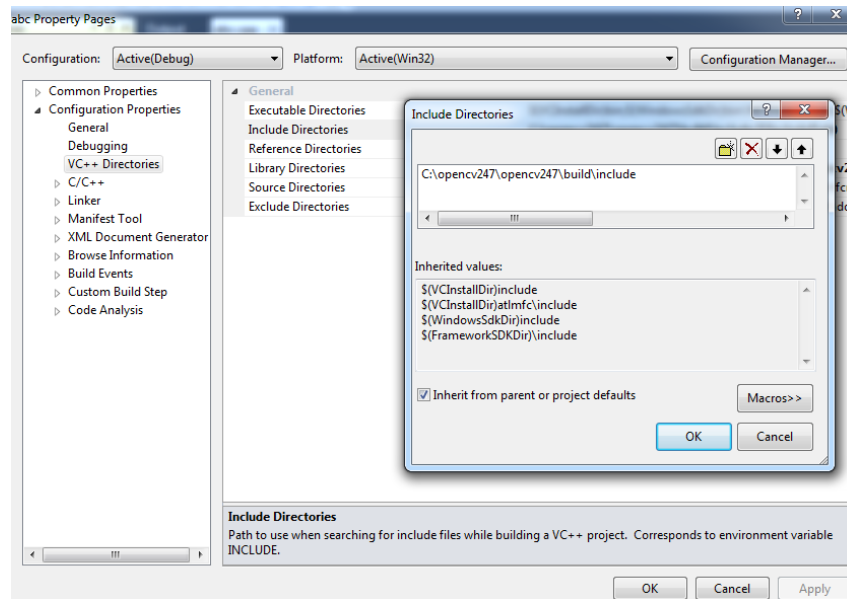 abc Property Pages
Configuration: Active(Debug) Platform: Active(Win32) Configuration Manager...
Common Properties
Configuration Properties
General
Debugging
VC++ Directories
C/C++
Linker
Manifest Tool
XML Document Generator
Browse Information
Build Events
Custom Build Step
Code Analysis
General
Executable Directories
Include Directories
Reference Directories
Library Directories
Source Directories
Exclude Directories
Include Directories
C:\opencv247\opencv247\build\include
Inherited values:
$(VCInstallDir)include
$(VCInstallDir)atlmfc\include
$(WindowsSdkDir)include
$(FrameworkSDKDir)\include
Inherit from parent or project defaults
Macros>>
OK Cancel
Include Directories
Path to use when searching for include files while building a VC++ project. Corresponds to environment variable
INCLUDE.
OK Cancel Apply